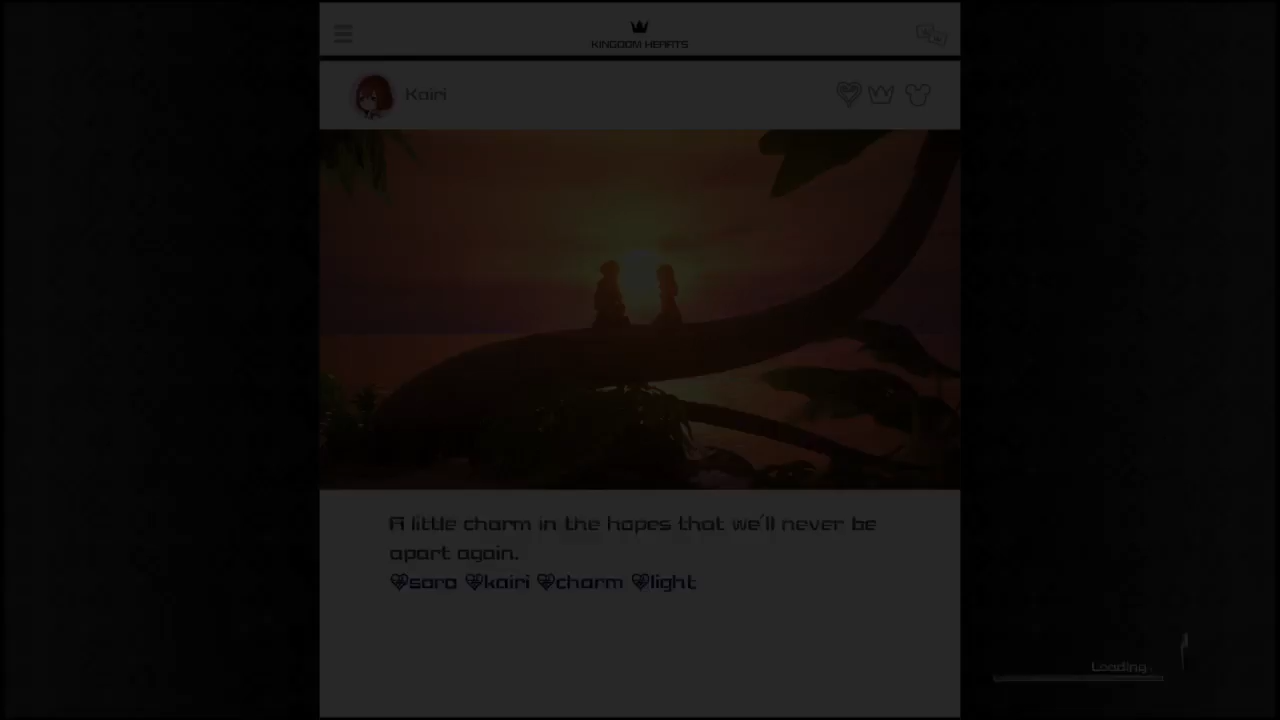 KINGDOM HEARTS
Kairi
A little charm in the hopes that we'll never be
apart again.
sora kairi charm light
Loading.